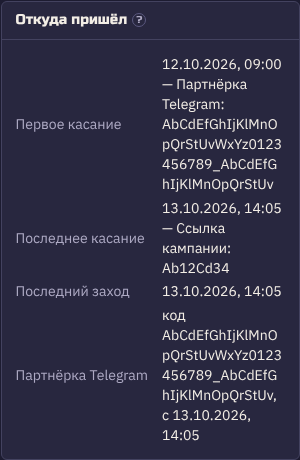 Откуда пришёл ?
Первое касание
12.10.2026, 09:00
— Партнёрка
Telegram:
AbCdEfGhIjKlMnO
pQrStUvWxYz0123
456789_AbCdEfG
hIjKlMnOpQrStUv
Последнее касание
13.10.2026, 14:05
— Ссылка
кампании:
Ab12Cd34
Последний заход
13.10.2026, 14:05
Партнёрка Telegram
код
AbCdEfGhIjKlMnO
pQrStUvWxYz0123
456789_AbCdEfG
hIjKlMnOpQrStUv,
с 13.10.2026,
14:05